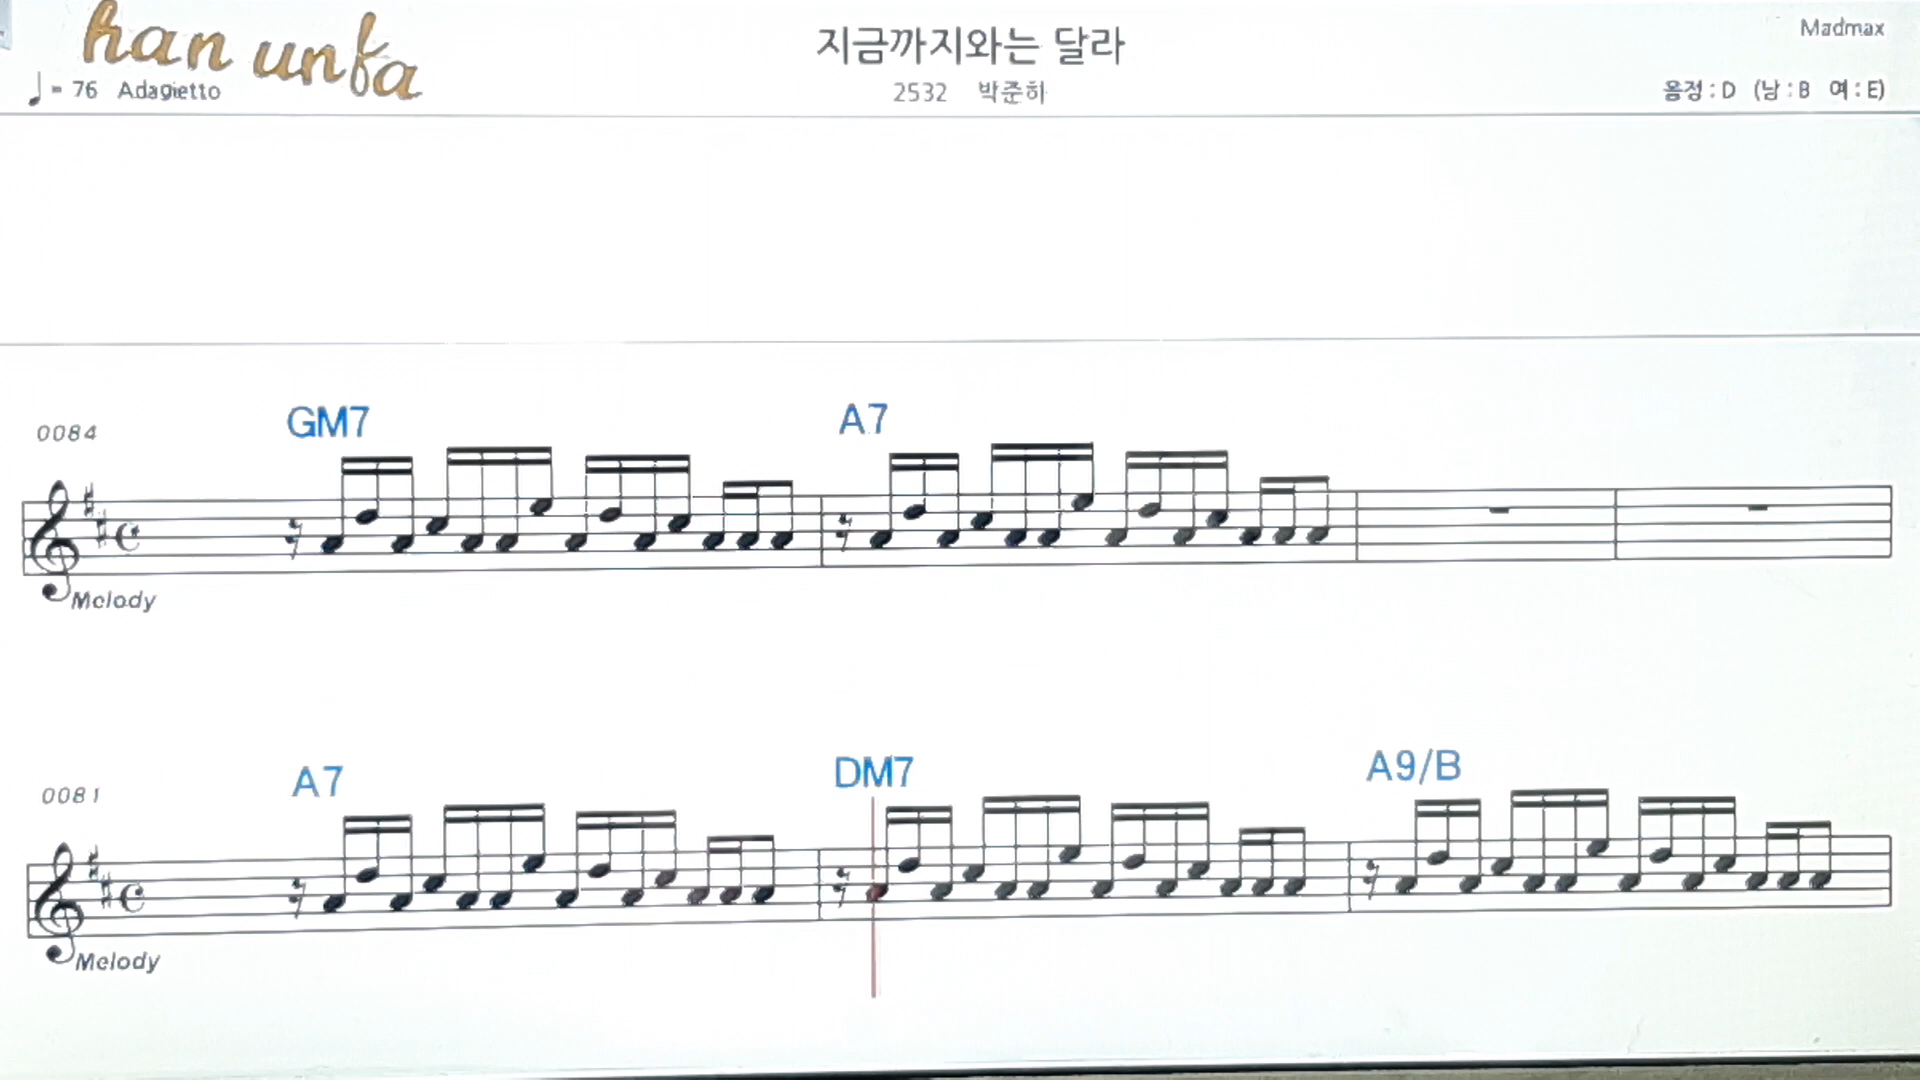 han unfa
지금까지와는 달라
Madmax
♩= 76 Adagietto
2532 박준하
음정 : D (남 : B 여 : E)
0084
GM7 A7
Melody
0081
A7 DM7 A9/B
Melody